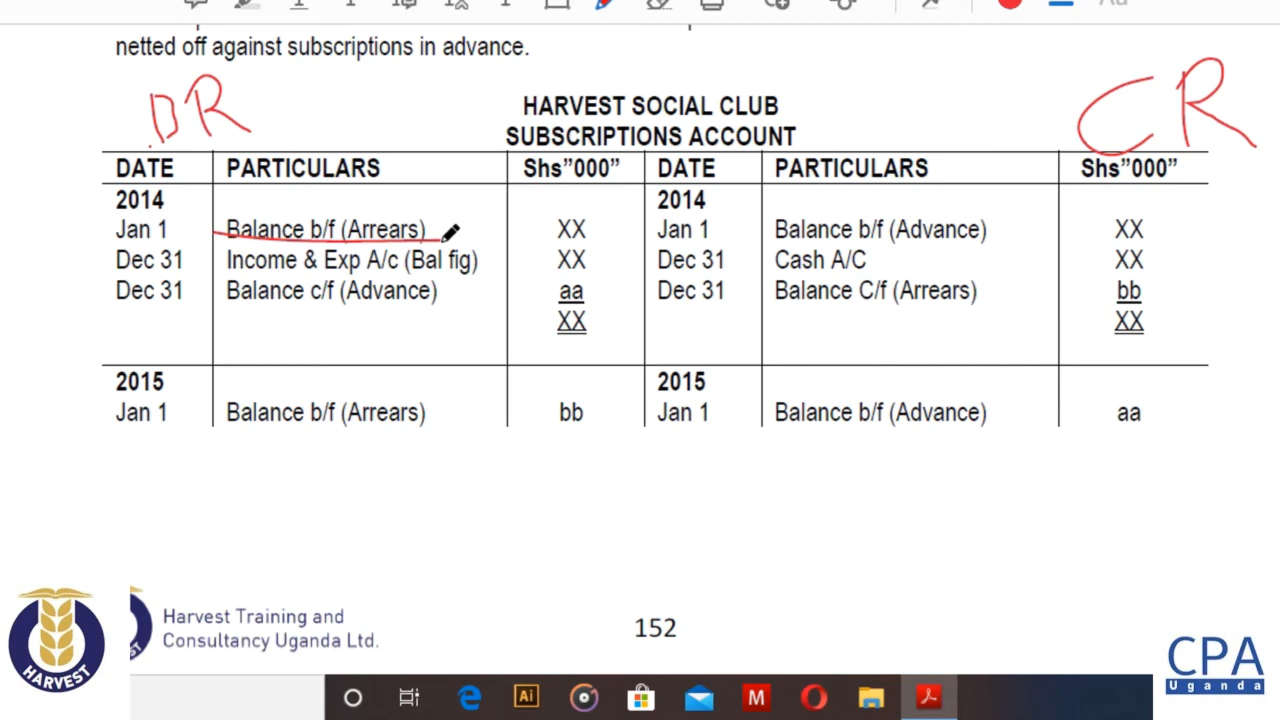 netted off against subscriptions in advance.
DR
CR
HARVEST SOCIAL CLUB
SUBSCRIPTIONS ACCOUNT
DATE PARTICULARS Shs"000" DATE PARTICULARS Shs"000"
2014 2014
Jan 1 Balance b/f (Arrears) XX Jan 1 Balance b/f (Advance) XX
Dec 31 Income & Exp A/c (Bal fig) XX Dec 31 Cash A/C XX
Dec 31 Balance c/f (Advance) aa Dec 31 Balance C/f (Arrears) bb
XX XX
2015 2015
Jan 1 Balance b/f (Arrears) bb Jan 1 Balance b/f (Advance) aa
HARVEST
Harvest Training and
Consultancy Uganda Ltd.
152
CPA
Uganda
Ai
M